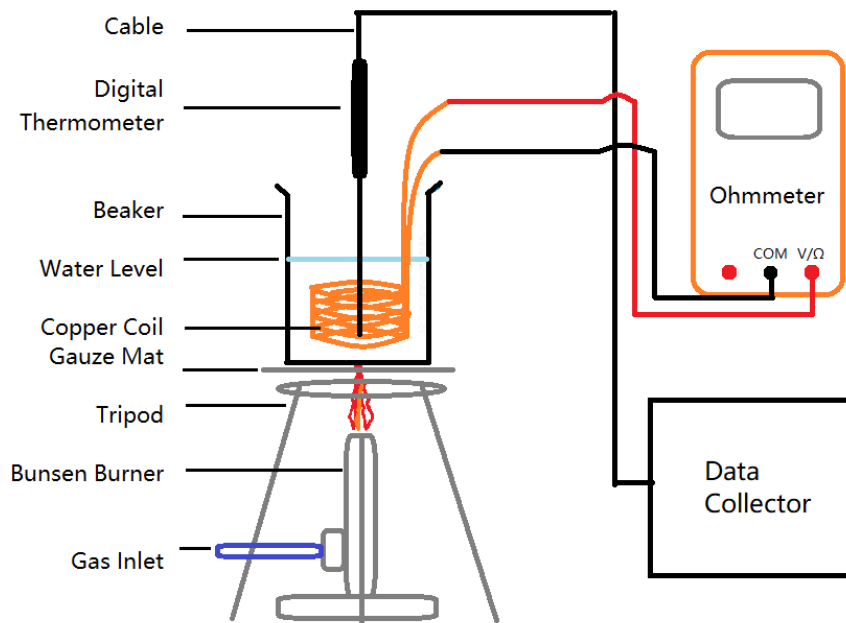 Cable
Digital
Thermometer
Beaker
Water Level
Copper Coil
Gauze Mat
Tripod
Bunsen Burner
Gas Inlet
Ohmmeter
COM V/Ω
Data
Collector